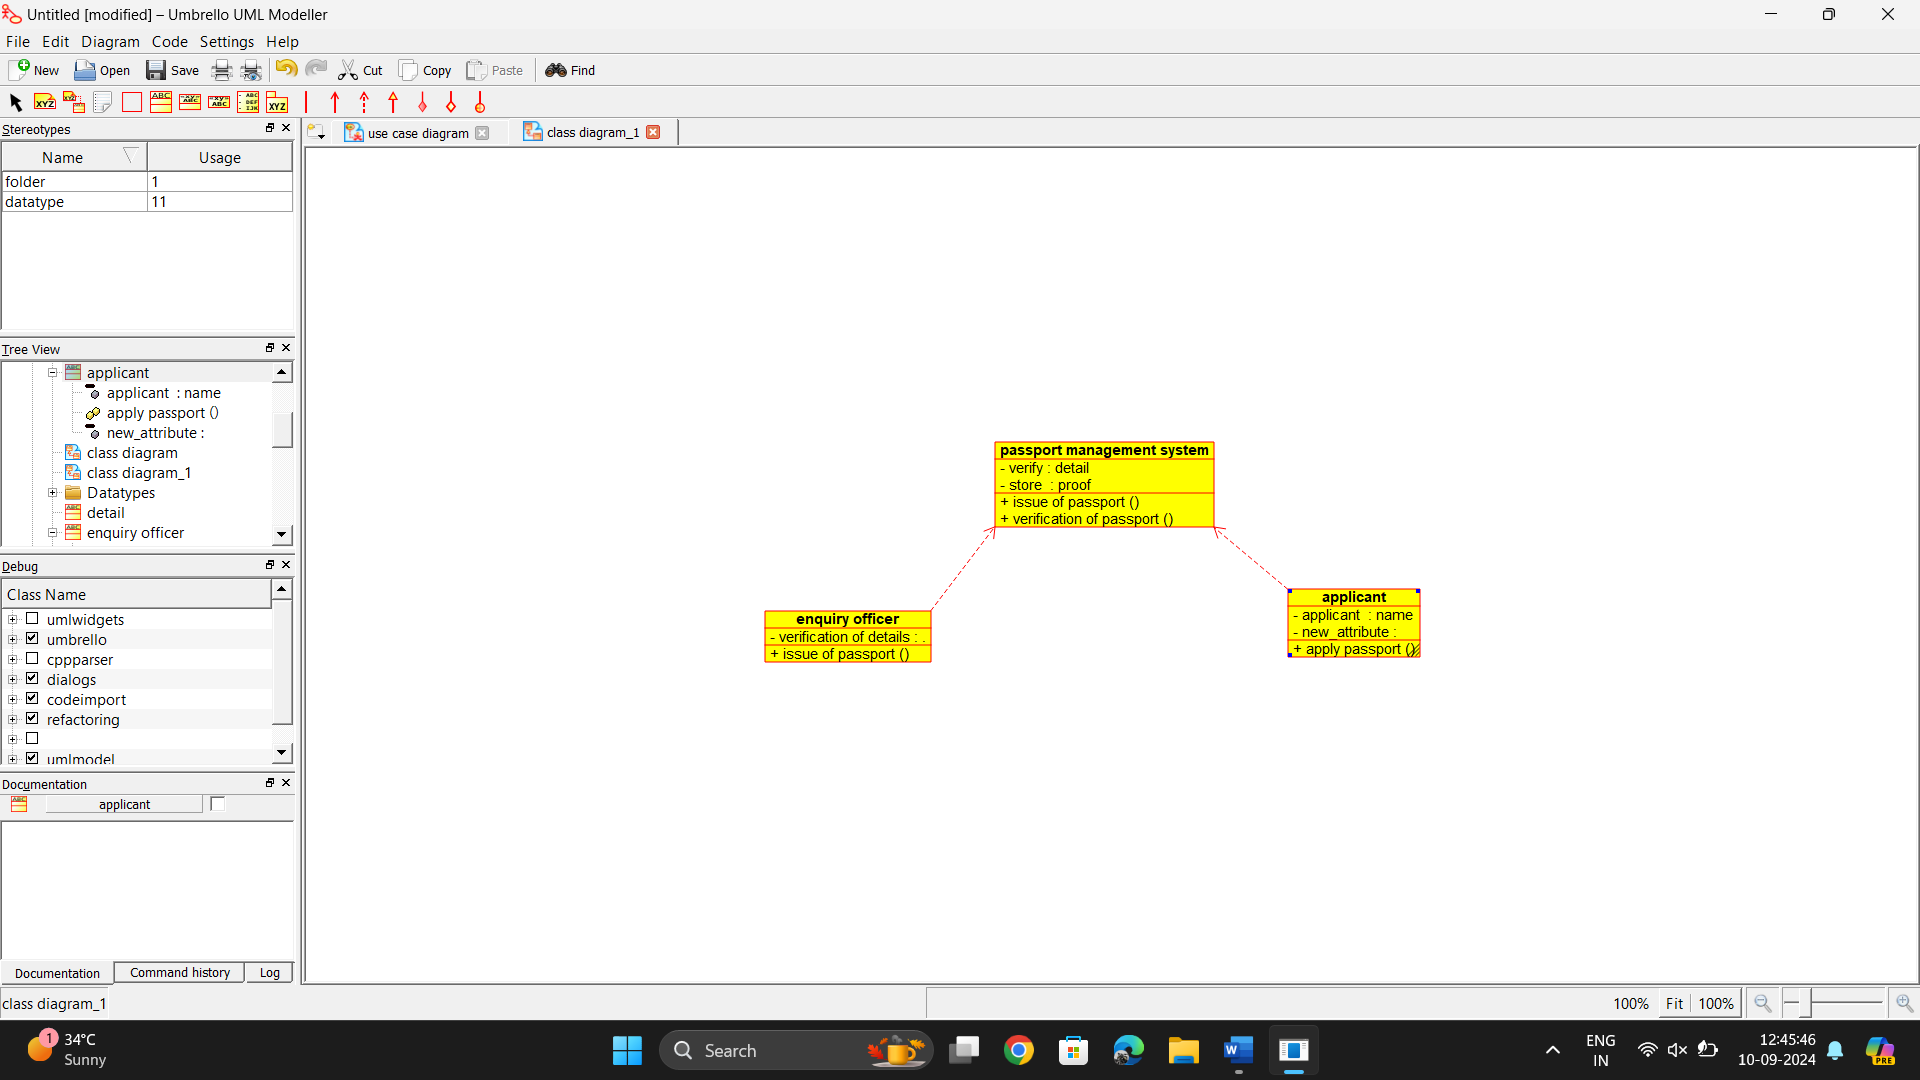 Untitled [modified] – Umbrello UML Modeller
File Edit Diagram Code Settings Help
New Open Save Cut Copy Paste Find
Stereotypes
Name Usage
folder 1
datatype 11
Tree View
applicant
applicant : name
apply passport ()
new_attribute :
class diagram
class diagram_1
Datatypes
detail
enquiry officer
Debug
Class Name
umlwidgets
umbrello
cppparser
dialogs
codeimport
refactoring
umlmodel
Documentation
applicant
Documentation Command history Log
use case diagram class diagram_1
passport management system
- verify : detail
- store : proof
+ issue of passport ()
+ verification of passport ()
enquiry officer
- verification of details : .
+ issue of passport ()
applicant
- applicant : name
- new_attribute :
+ apply passport ()
class diagram_1
100% Fit 100%
1
34°C
Sunny
Search
ENG
IN
12:45:46
10-09-2024
PRE